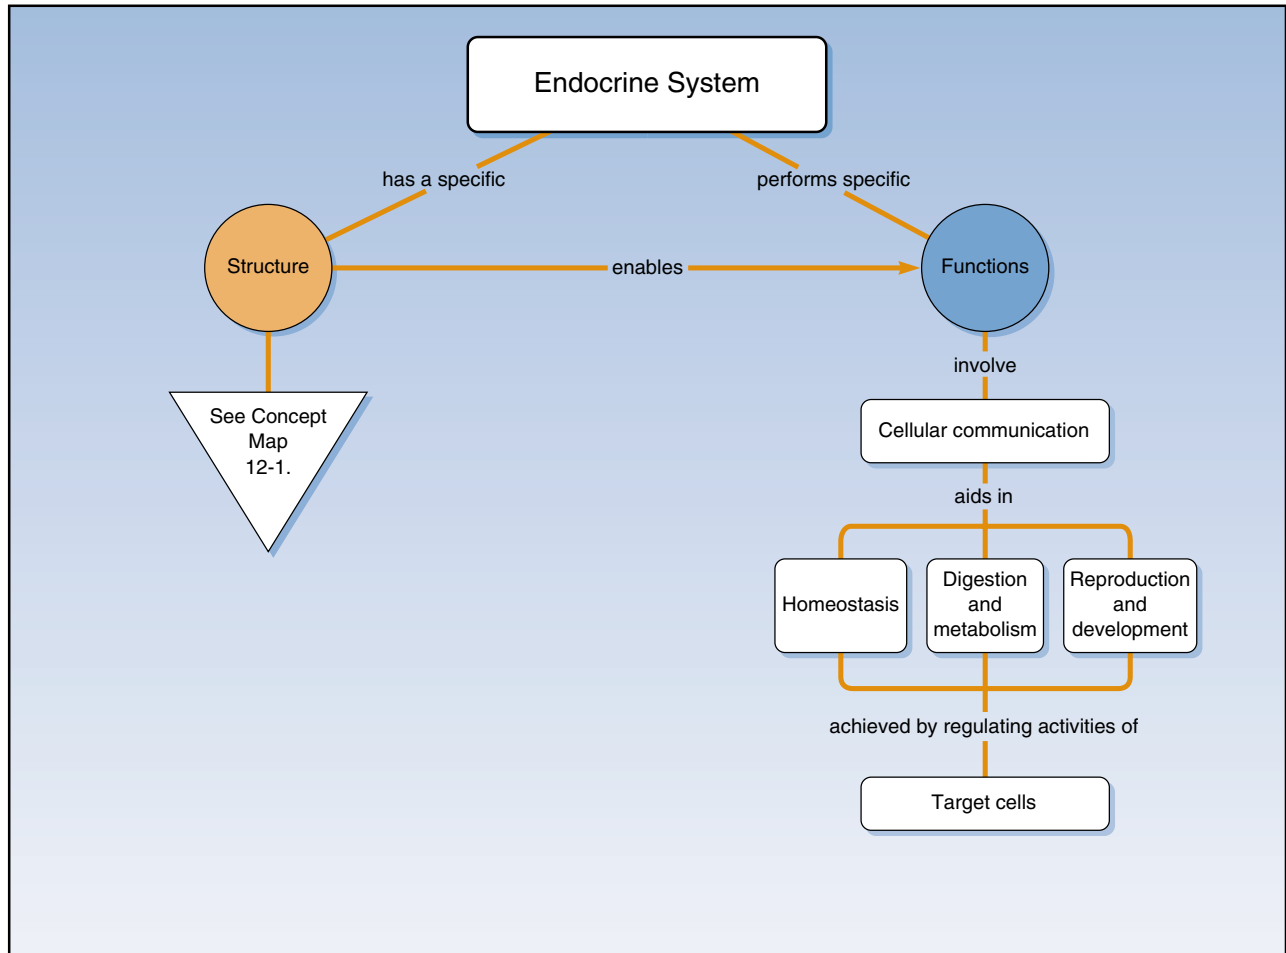 Endocrine System
has a specific
performs specific
Structure
enables
Functions
See Concept
Map
12-1.
involve
Cellular communication
aids in
Homeostasis
Digestion
and
metabolism
Reproduction
and
development
achieved by regulating activities of
Target cells